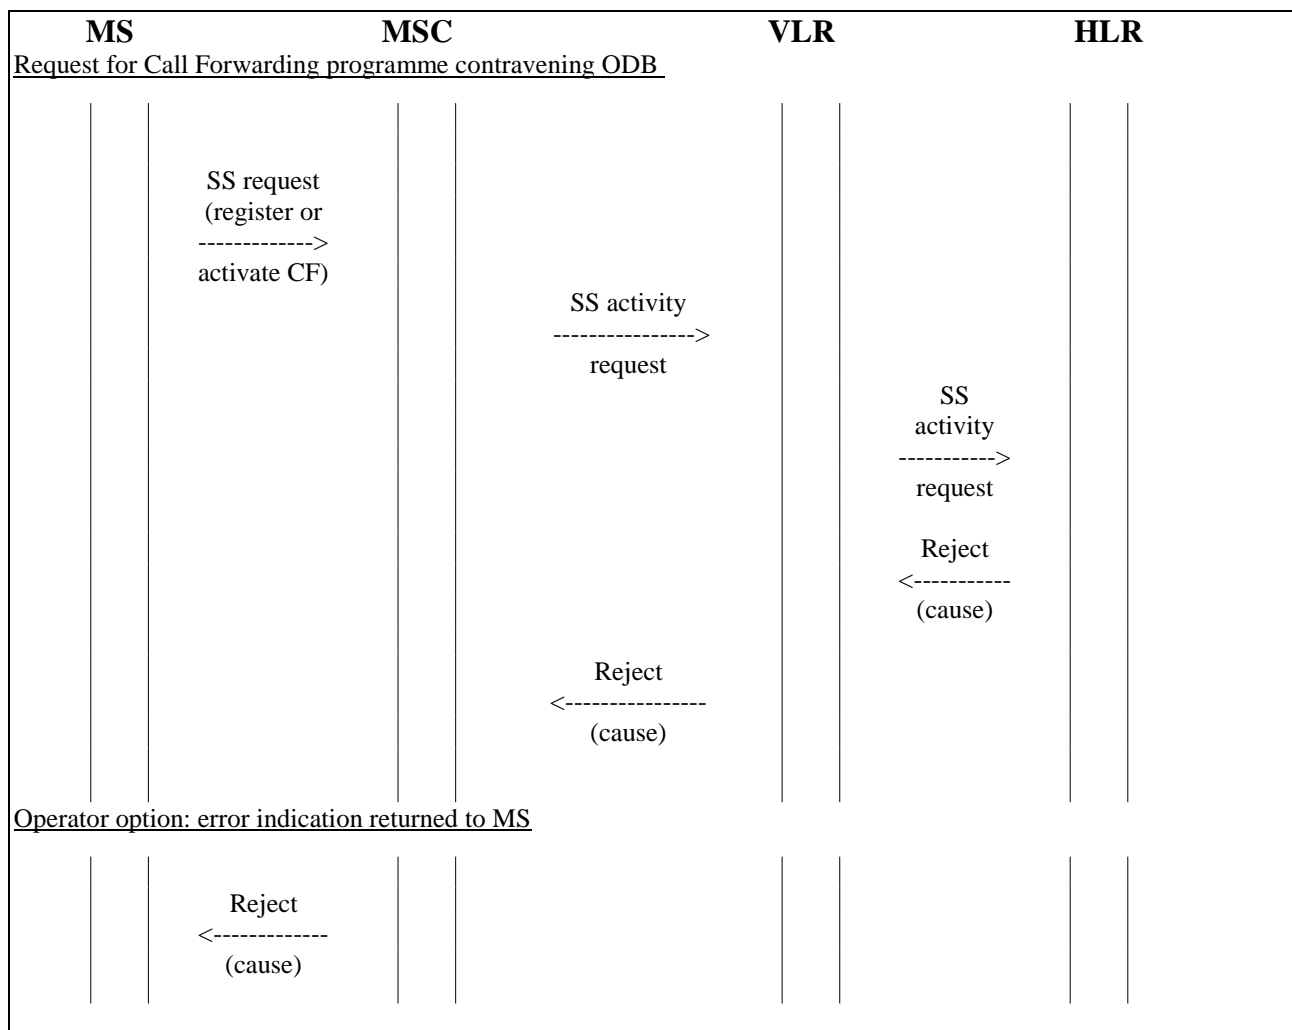 MS MSC VLR HLR
Request for Call Forwarding programme contravening ODB
SS request
(register or
------------->
activate CF)
SS activity
---------------->
request
SS
activity
----------->
request
Reject
<-----------
(cause)
Reject
<----------------
(cause)
Operator option: error indication returned to MS
Reject
<-------------
(cause)